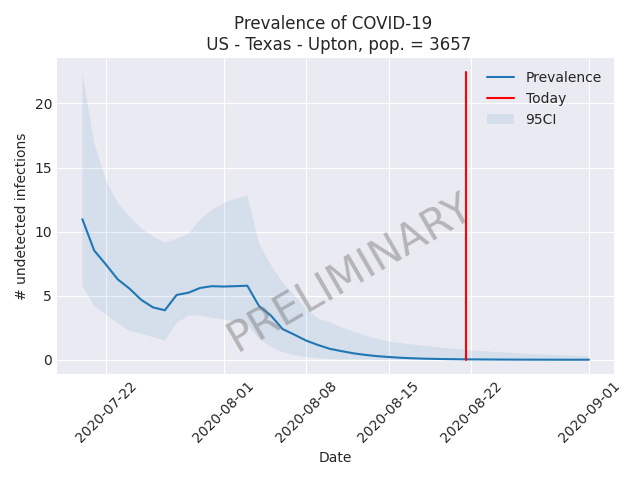 Prevalence of COVID-19
US - Texas - Upton, pop. = 3657
Prevalence
Today
95CI
# undetected infections
20
15
10
5
0
PRELIMINARY
2020-07-22
2020-08-01
2020-08-08
2020-08-15
2020-08-22
2020-09-01
Date